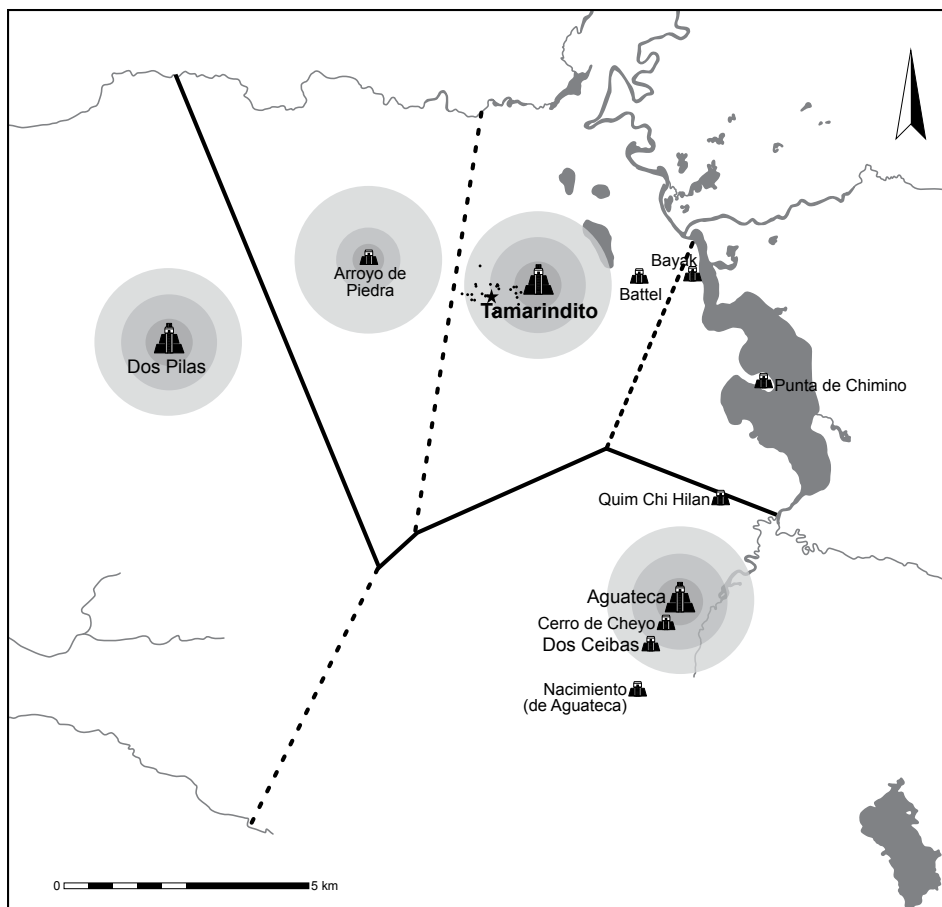 Bayak
Arroyo de
Piedra
Battel
Tamarindito
Dos Pilas
Punta de Chimino
Quim Chi Hilan
Aguateca
Cerro de Cheyo
Dos Ceibas
Nacimiento
(de Aguateca)
0 5 km